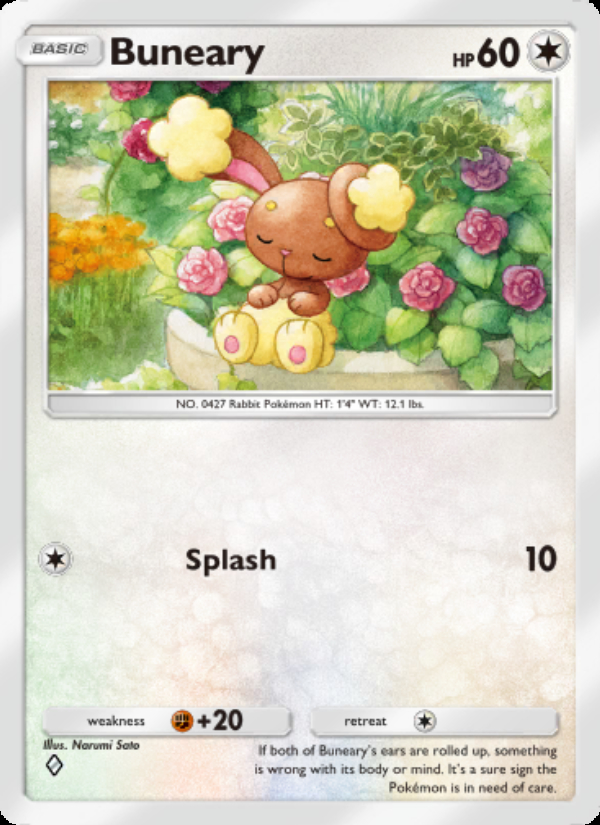 BASIC Buneary HP 60
NO. 0427 Rabbit Pokémon HT: 1'4" WT: 12.1 lbs.
Splash 10
weakness +20 retreat
Illus. Narumi Sato
If both of Buneary's ears are rolled up, something
is wrong with its body or mind. It's a sure sign the
Pokémon is in need of care.